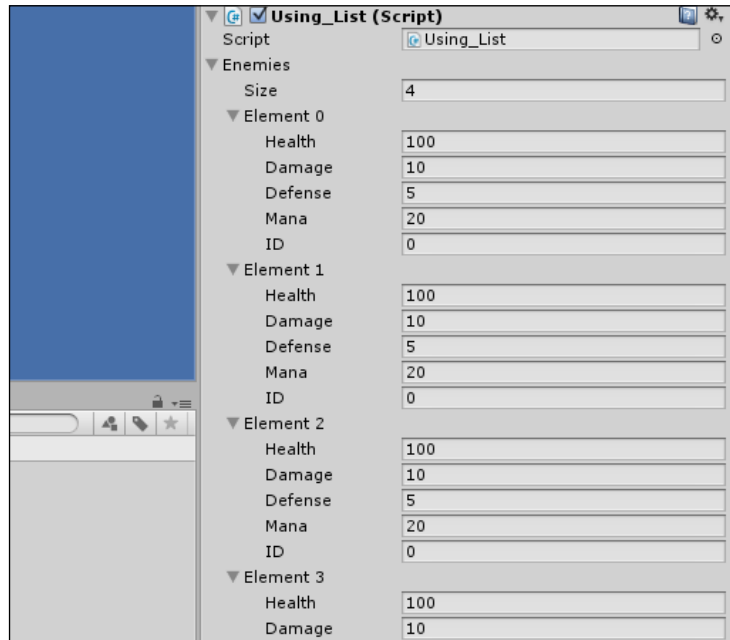 Using_List (Script)
Script Using_List
Enemies
Size 4
Element 0
Health 100
Damage 10
Defense 5
Mana 20
ID 0
Element 1
Health 100
Damage 10
Defense 5
Mana 20
ID 0
Element 2
Health 100
Damage 10
Defense 5
Mana 20
ID 0
Element 3
Health 100
Damage 10